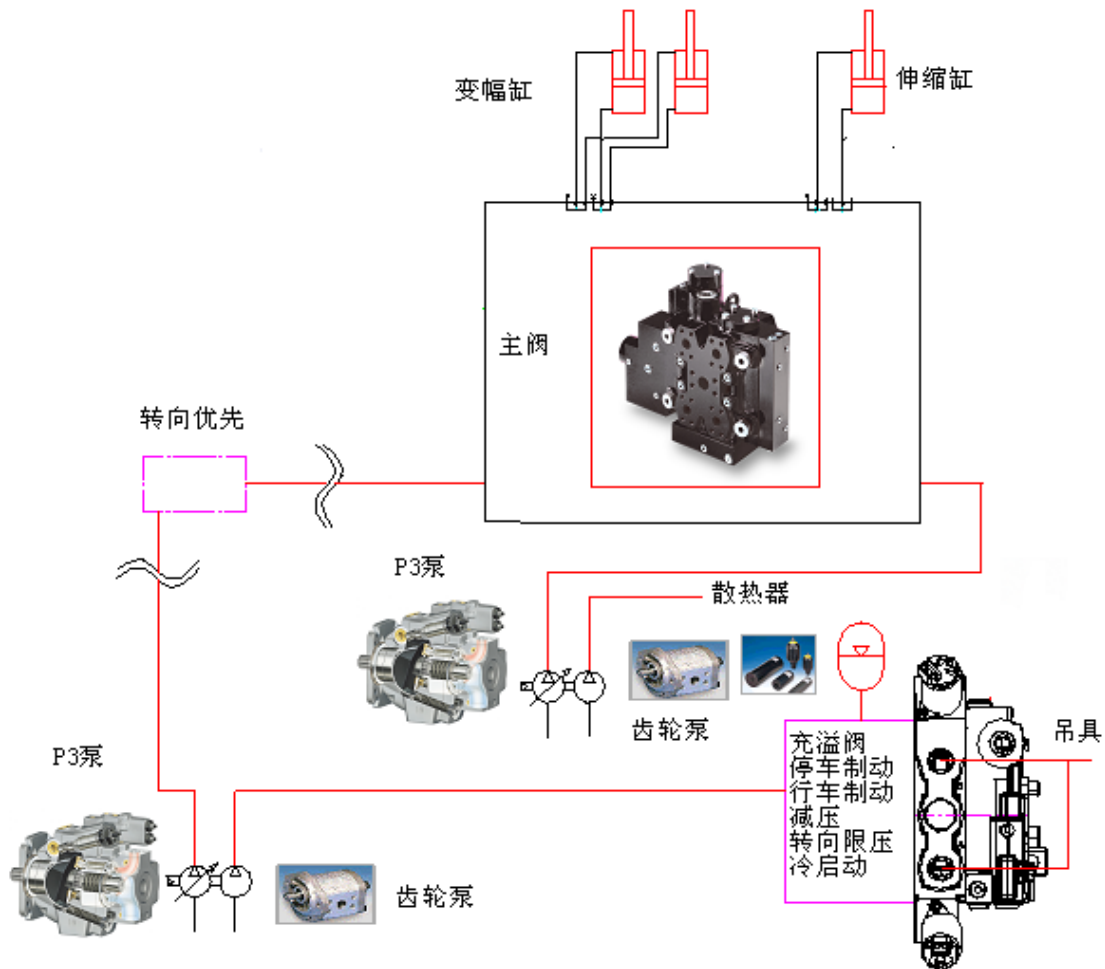 变幅缸
伸缩缸
主阀
转向优先
P3泵
散热器
齿轮泵
吊具
充溢阀
停车制动
行车制动
减压
转向限压
冷启动
P3泵
齿轮泵